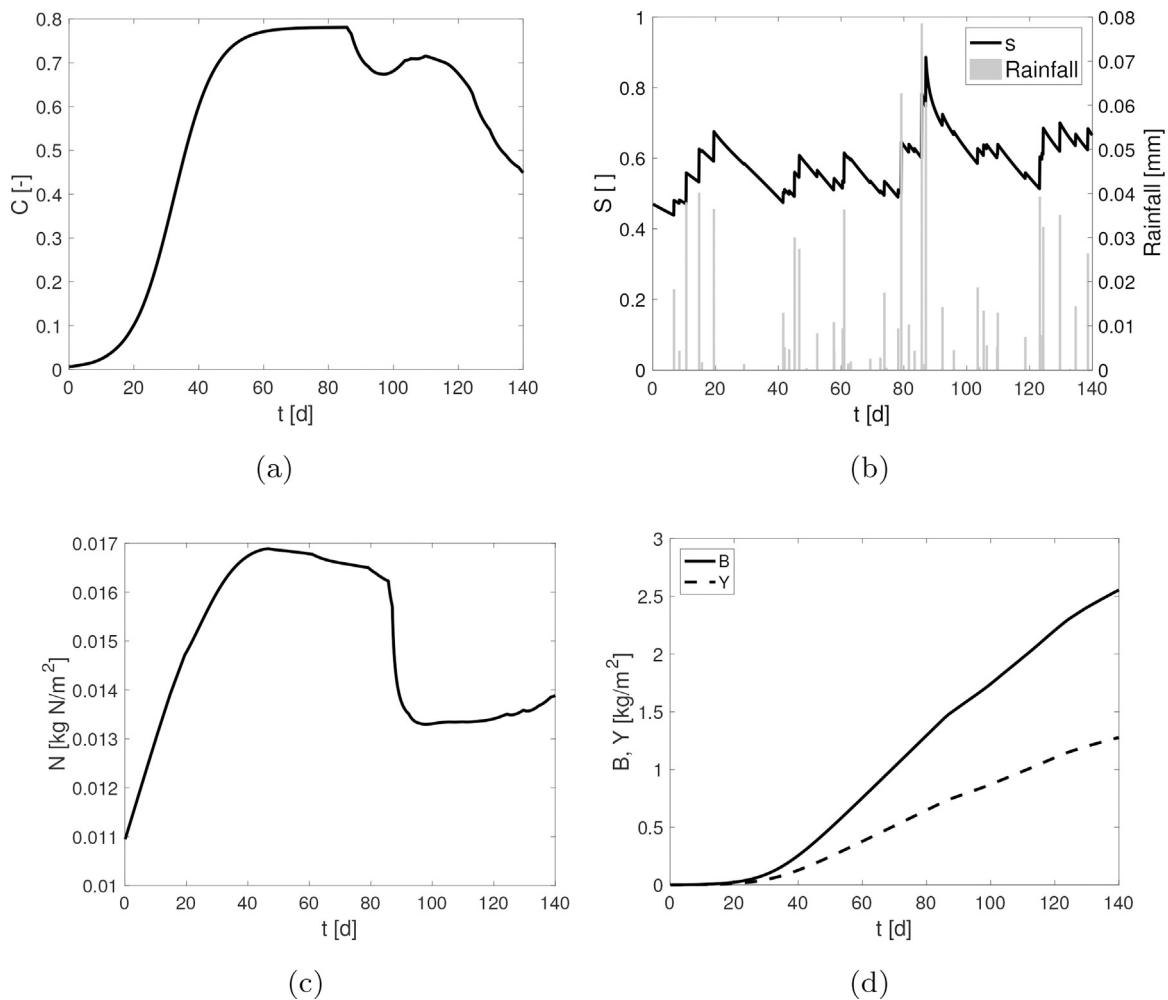 0.8
0.7
0.6
0.5
0.4
0.3
0.2
0.1
0
C [-]
0 20 40 60 80 100 120 140
t [d]
(a)
1
0.8
0.6
0.4
0.2
0
S [ ]
s
Rainfall
0.08
0.07
0.06
0.05
0.04
0.03
0.02
0.01
0
Rainfall [mm]
0 20 40 60 80 100 120 140
t [d]
(b)
0.017
0.016
0.015
0.014
0.013
0.012
0.011
0.01
N [kg N/m²]
0 20 40 60 80 100 120 140
t [d]
(c)
3
2.5
2
1.5
1
0.5
0
B, Y [kg/m²]
B
Y
0 20 40 60 80 100 120 140
t [d]
(d)